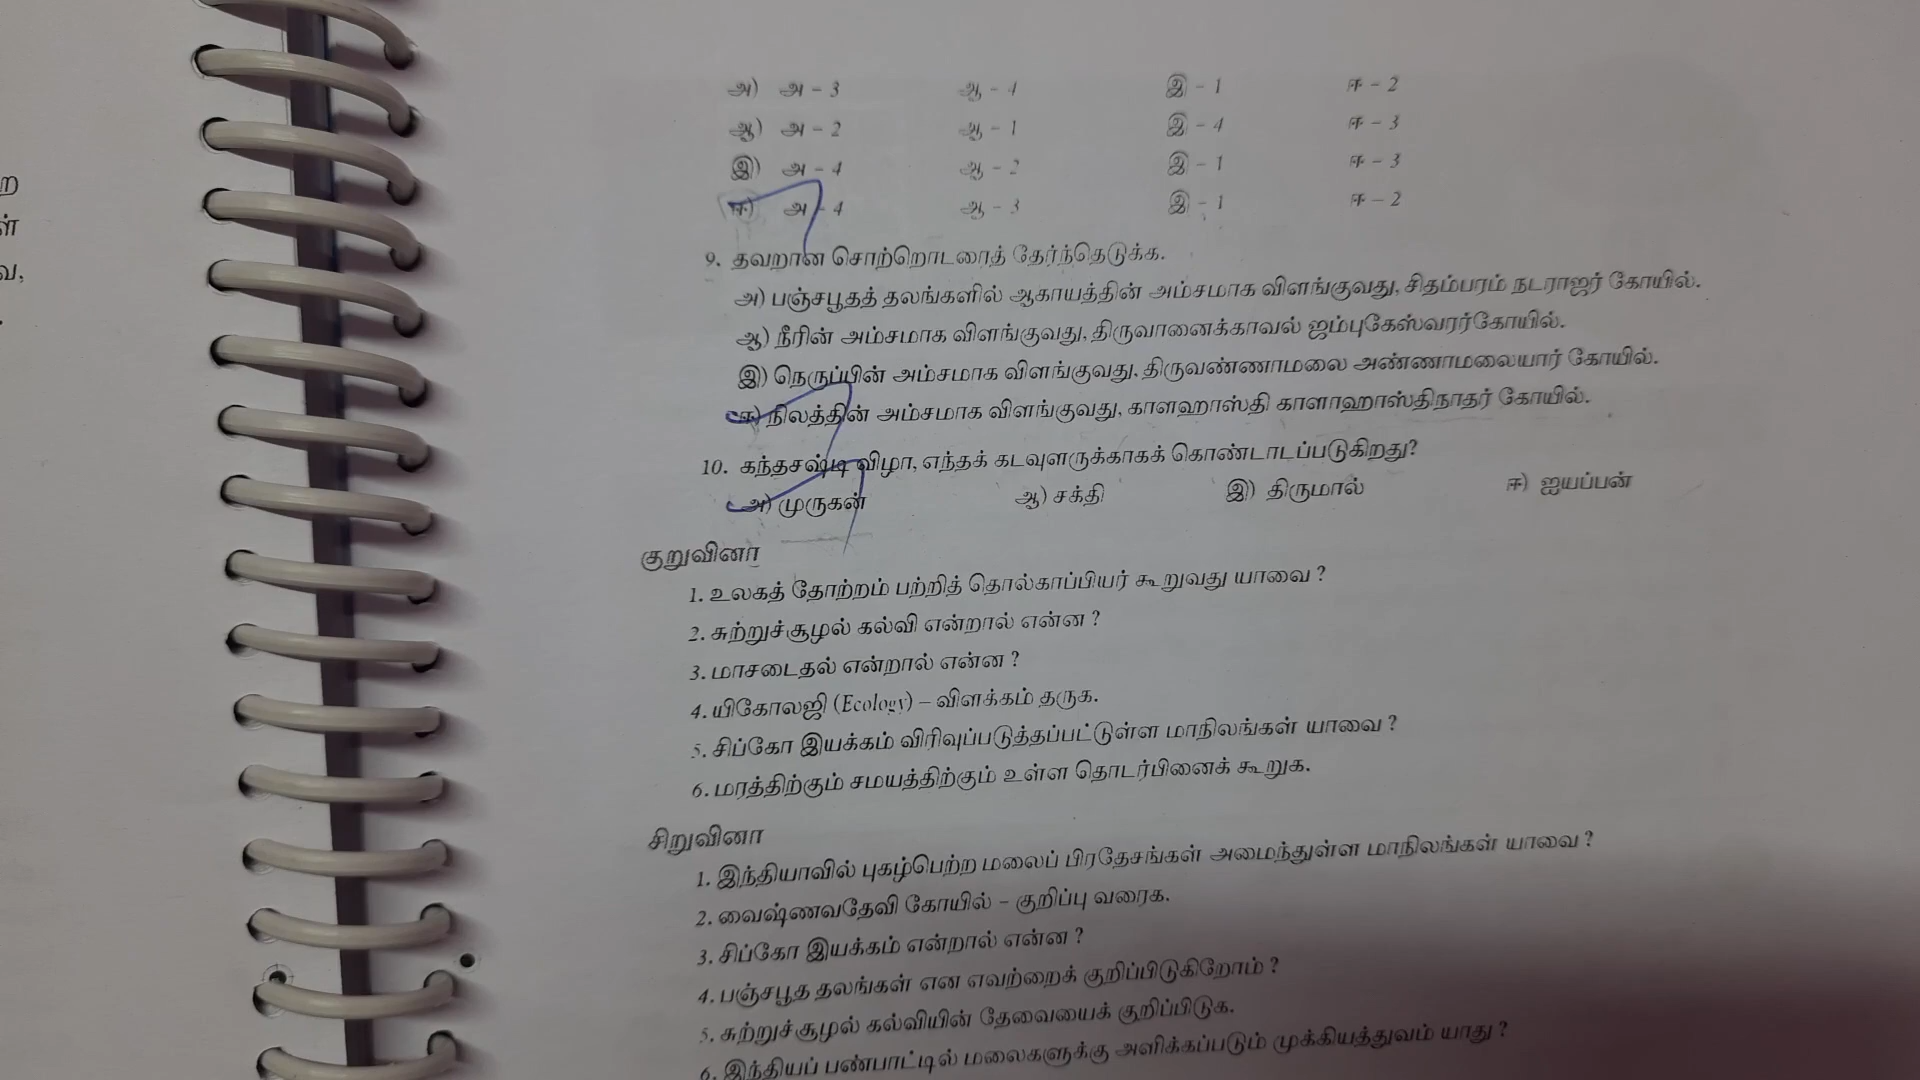 ற
ள்
வ,
அ) அ – 3 ஆ – 4 இ – 1 ஈ – 2
ஆ) அ – 2 ஆ – 1 இ – 4 ஈ – 3
இ) அ – 4 ஆ – 2 இ – 1 ஈ – 3
ஈ) அ – 4 ஆ – 3 இ – 1 ஈ – 2
9. தவறான சொற்றொடரைத் தேர்ந்தெடுக்க.
அ) பஞ்சபூதத் தலங்களில் ஆகாயத்தின் அம்சமாக விளங்குவது, சிதம்பரம் நடராஜர் கோயில்.
ஆ) நீரின் அம்சமாக விளங்குவது, திருவானைக்காவல் ஜம்புகேஸ்வரர்கோயில்.
இ) நெருப்பின் அம்சமாக விளங்குவது, திருவண்ணாமலை அண்ணாமலையார் கோயில்.
ஈ) நிலத்தின் அம்சமாக விளங்குவது, காளஹாஸ்தி காளாஹாஸ்திநாதர் கோயில்.
10. கந்தசஷ்டி விழா, எந்தக் கடவுளருக்காகக் கொண்டாடப்படுகிறது?
அ) முருகன் ஆ) சக்தி இ) திருமால் ஈ) ஐயப்பன்
குறுவினா
1. உலகத் தோற்றம் பற்றித் தொல்காப்பியர் கூறுவது யாவை ?
2. சுற்றுச்சூழல் கல்வி என்றால் என்ன ?
3. மாசடைதல் என்றால் என்ன ?
4. யிகோலஜி (Ecology) – விளக்கம் தருக.
5. சிப்கோ இயக்கம் விரிவுப்படுத்தப்பட்டுள்ள மாநிலங்கள் யாவை ?
6. மரத்திற்கும் சமயத்திற்கும் உள்ள தொடர்பினைக் கூறுக.
சிறுவினா
1. இந்தியாவில் புகழ்பெற்ற மலைப் பிரதேசங்கள் அமைந்துள்ள மாநிலங்கள் யாவை ?
2. வைஷ்ணவதேவி கோயில் – குறிப்பு வரைக.
3. சிப்கோ இயக்கம் என்றால் என்ன ?
4. பஞ்சபூத தலங்கள் என எவற்றைக் குறிப்பிடுகிறோம் ?
5. சுற்றுச்சூழல் கல்வியின் தேவையைக் குறிப்பிடுக.
6. இந்தியப் பண்பாட்டில் மலைகளுக்கு அளிக்கப்படும் முக்கியத்துவம் யாது ?